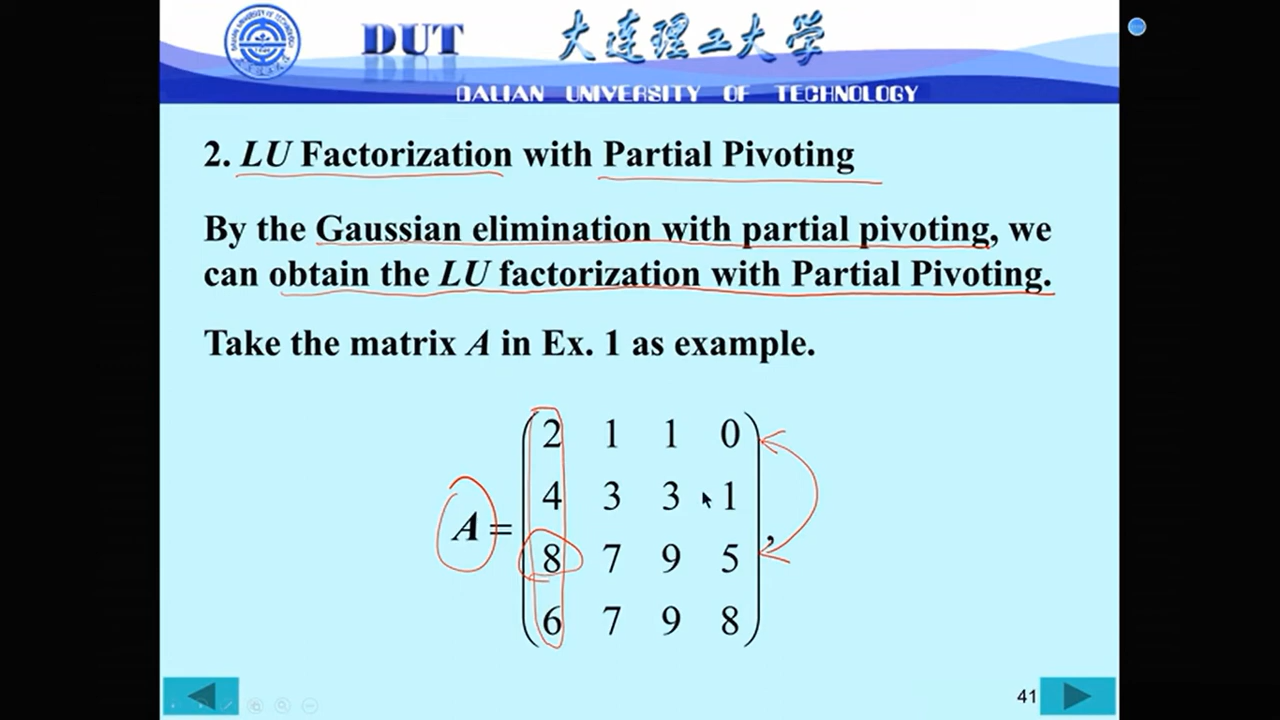 DUT
大连理工大学
DALIAN UNIVERSITY OF TECHNOLOGY
2. LU Factorization with Partial Pivoting
By the Gaussian elimination with partial pivoting, we
can obtain the LU factorization with Partial Pivoting.
Take the matrix A in Ex. 1 as example.
2 1 1 0
4 3 3 1
A =
8 7 9 5 ,
6 7 9 8
41